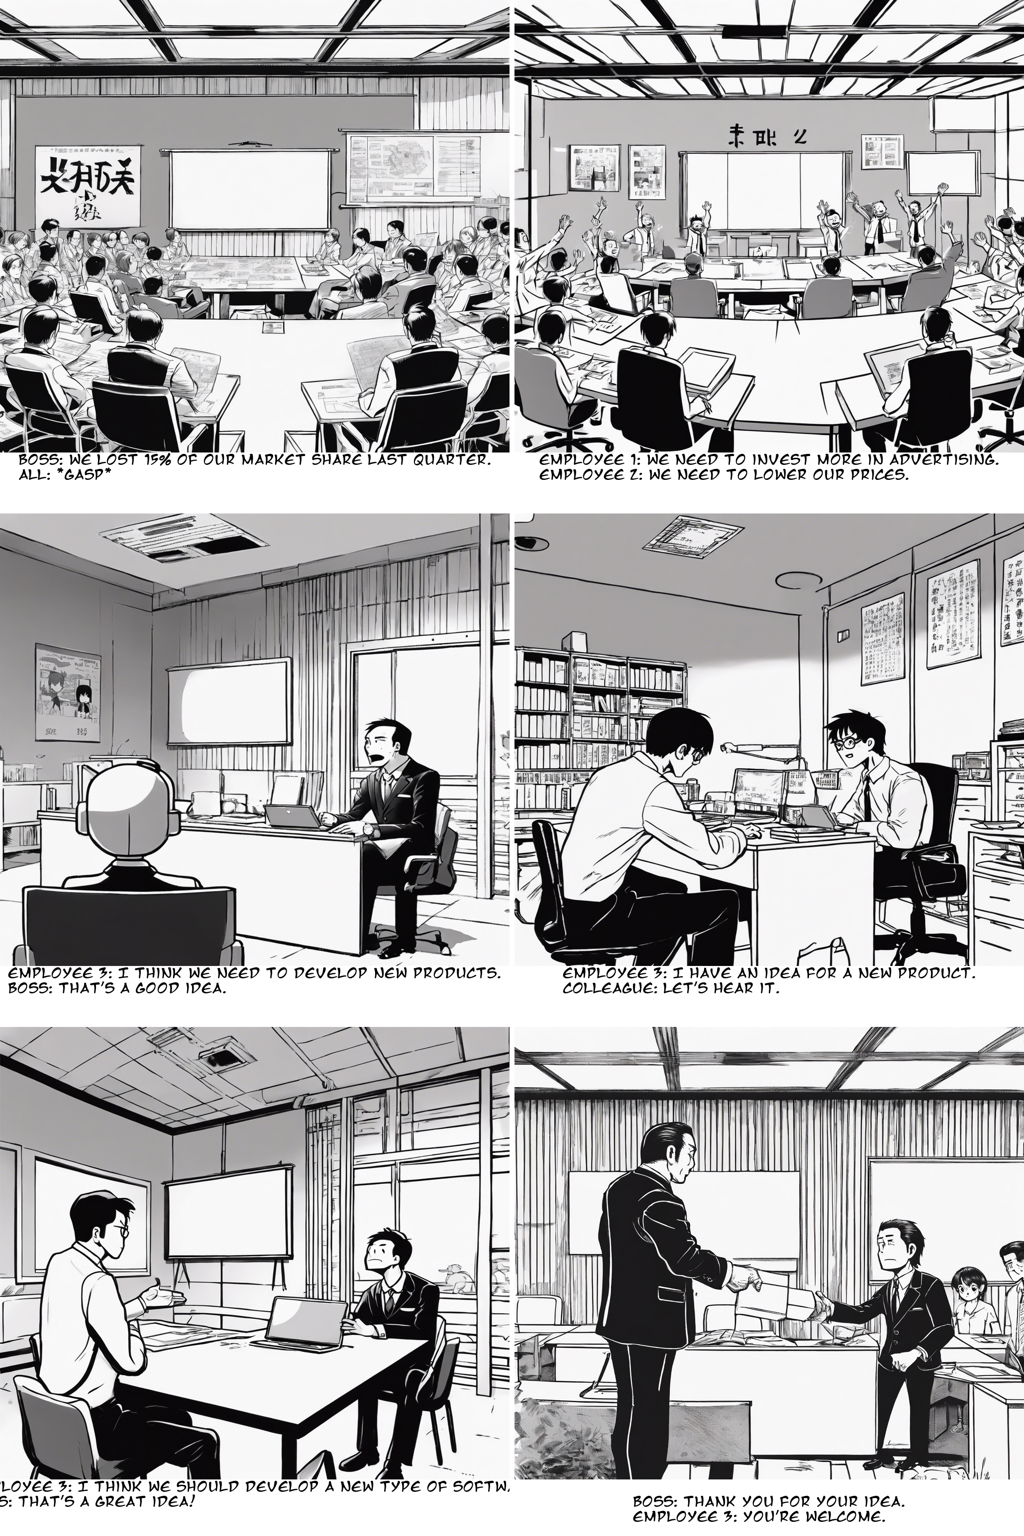 BOSS: WE LOST 15% OF OUR MARKET SHARE LAST QUARTER.
ALL: *GASP*
EMPLOYEE 1: WE NEED TO INVEST MORE IN ADVERTISING.
EMPLOYEE 2: WE NEED TO LOWER OUR PRICES.
EMPLOYEE 3: I THINK WE NEED TO DEVELOP NEW PRODUCTS.
BOSS: THAT'S A GOOD IDEA.
EMPLOYEE 3: I HAVE AN IDEA FOR A NEW PRODUCT.
COLLEAGUE: LET'S HEAR IT.
LOYEE 3: I THINK WE SHOULD DEVELOP A NEW TYPE OF SOFTW
S: THAT'S A GREAT IDEA!
BOSS: THANK YOU FOR YOUR IDEA.
EMPLOYEE 3: YOU'RE WELCOME.